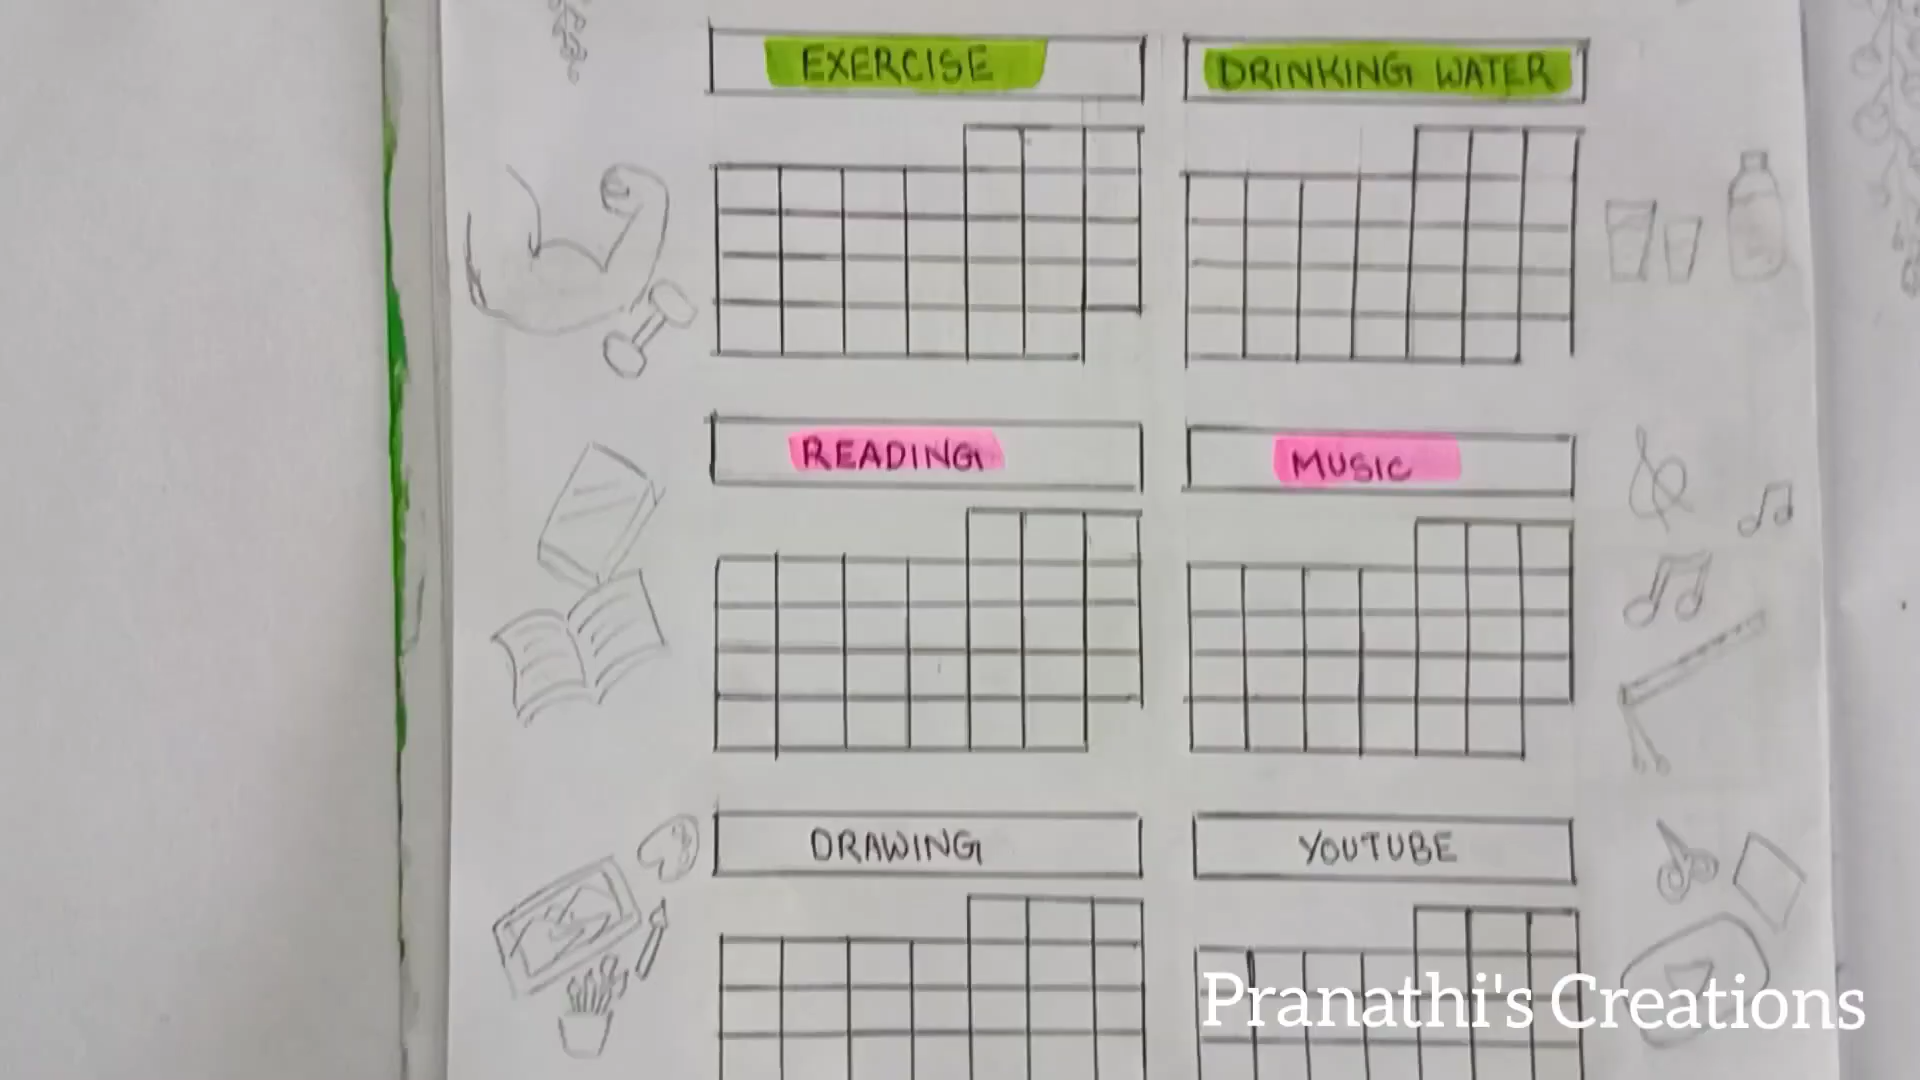 EXERCISE
DRINKING WATER
READING
MUSIC
DRAWING
YOUTUBE
Pranathi's Creations